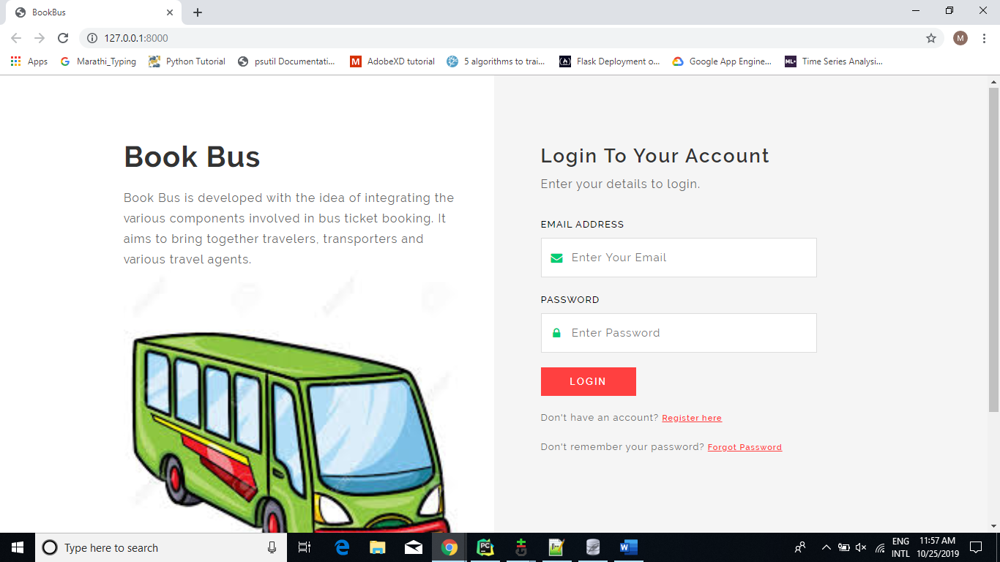 BookBus
127.0.0.1:8000
M
Apps
Marathi_Typing
Python Tutorial
psutil Documentati...
M AdobeXD tutorial
5 algorithms to trai...
Flask Deployment o...
Google App Engine...
ML Time Series Analysi...
Book Bus
Book Bus is developed with the idea of integrating the
various components involved in bus ticket booking. It
aims to bring together travelers, transporters and
various travel agents.
Login To Your Account
Enter your details to login.
EMAIL ADDRESS
Enter Your Email
PASSWORD
Enter Password
LOGIN
Don't have an account? Register here
Don't remember your password? Forgot Password
Type here to search
PC
W
ENG
INTL
11:57 AM
10/25/2019